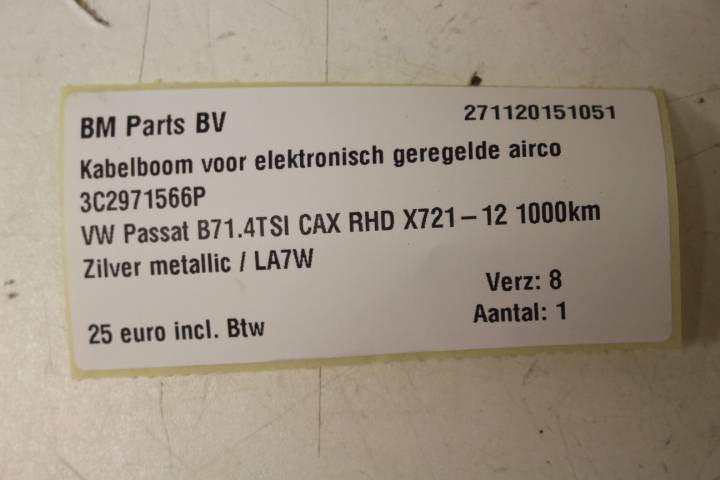 BM Parts BV 271120151051
Kabelboom voor elektronisch geregelde airco
3C2971566P
VW Passat B71.4TSI CAX RHD X721-12 1000km
Zilver metallic / LA7W
Verz: 8
25 euro incl. Btw Aantal: 1